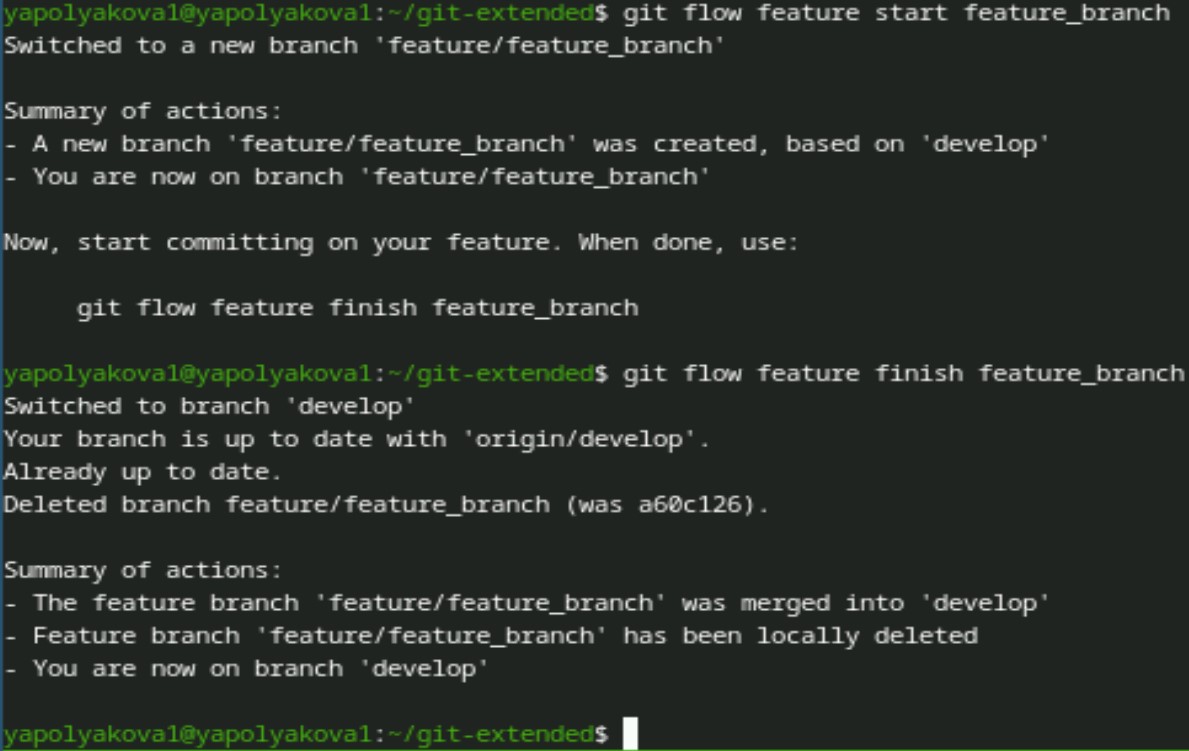 yapolyakova1@yapolyakova1:~/git-extended$ git flow feature start feature_branch
Switched to a new branch 'feature/feature_branch'
Summary of actions:
- A new branch 'feature/feature_branch' was created, based on 'develop'
- You are now on branch 'feature/feature_branch'
Now, start committing on your feature. When done, use:
git flow feature finish feature_branch
yapolyakova1@yapolyakova1:~/git-extended$ git flow feature finish feature_branch
Switched to branch 'develop'
Your branch is up to date with 'origin/develop'.
Already up to date.
Deleted branch feature/feature_branch (was a60c126).
Summary of actions:
- The feature branch 'feature/feature_branch' was merged into 'develop'
- Feature branch 'feature/feature_branch' has been locally deleted
- You are now on branch 'develop'
yapolyakova1@yapolyakova1:~/git-extended$